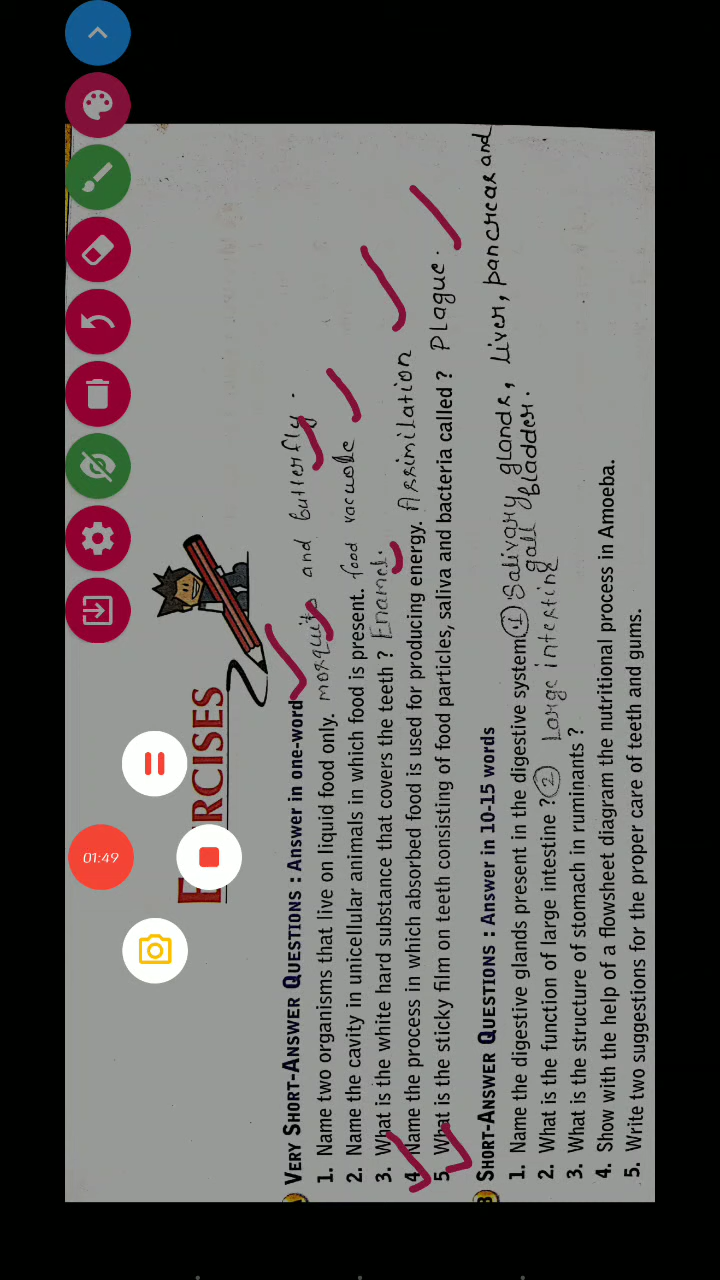 01:49
EXERCISES
VERY SHORT-ANSWER QUESTIONS : Answer in one-word
1. Name two organisms that live on liquid food only. mosquito and butterfly.
2. Name the cavity in unicellular animals in which food is present. food vacuole
3. What is the white hard substance that covers the teeth ? Enamel.
4. Name the process in which absorbed food is used for producing energy. Assimilation
5. What is the sticky film on teeth consisting of food particles, saliva and bacteria called ? Plaque.
B SHORT-ANSWER QUESTIONS : Answer in 10-15 words
1. Name the digestive glands present in the digestive system. ① Salivary glands, liver, pancreas and
gall bladder.
2. What is the function of large intestine ? ② Large intestine
3. What is the structure of stomach in ruminants ?
4. Show with the help of a flowsheet diagram the nutritional process in Amoeba.
5. Write two suggestions for the proper care of teeth and gums.